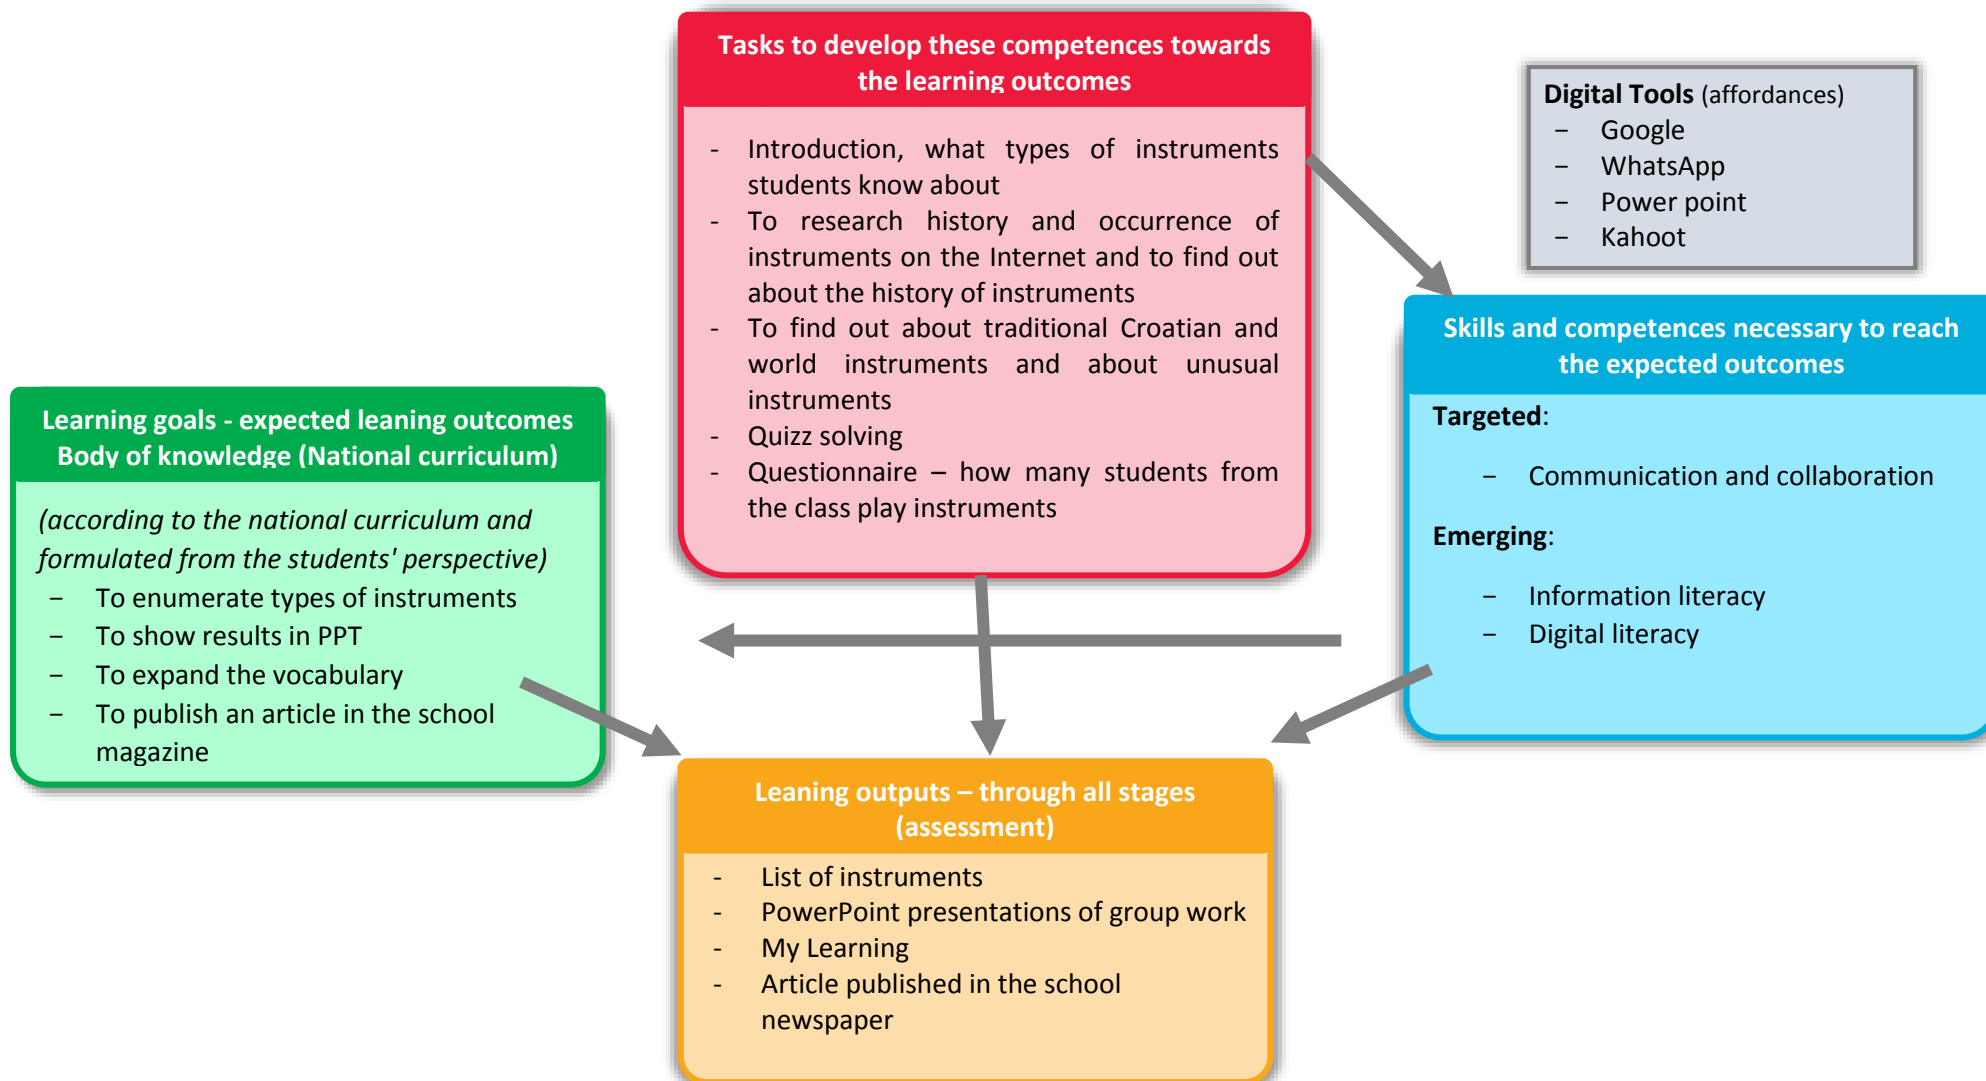 Tasks to develop these competences towards
the learning outcomes
- Introduction, what types of instruments
students know about
- To research history and occurrence of
instruments on the Internet and to find out
about the history of instruments
- To find out about traditional Croatian and
world instruments and about unusual
instruments
- Quizz solving
- Questionnaire – how many students from
the class play instruments
Digital Tools (affordances)
− Google
− WhatsApp
− Power point
− Kahoot
Skills and competences necessary to reach
the expected outcomes
Targeted:
− Communication and collaboration
Emerging:
− Information literacy
− Digital literacy
Learning goals - expected leaning outcomes
Body of knowledge (National curriculum)
(according to the national curriculum and
formulated from the students' perspective)
− To enumerate types of instruments
− To show results in PPT
− To expand the vocabulary
− To publish an article in the school
magazine
Leaning outputs – through all stages
(assessment)
- List of instruments
- PowerPoint presentations of group work
- My Learning
- Article published in the school
newspaper